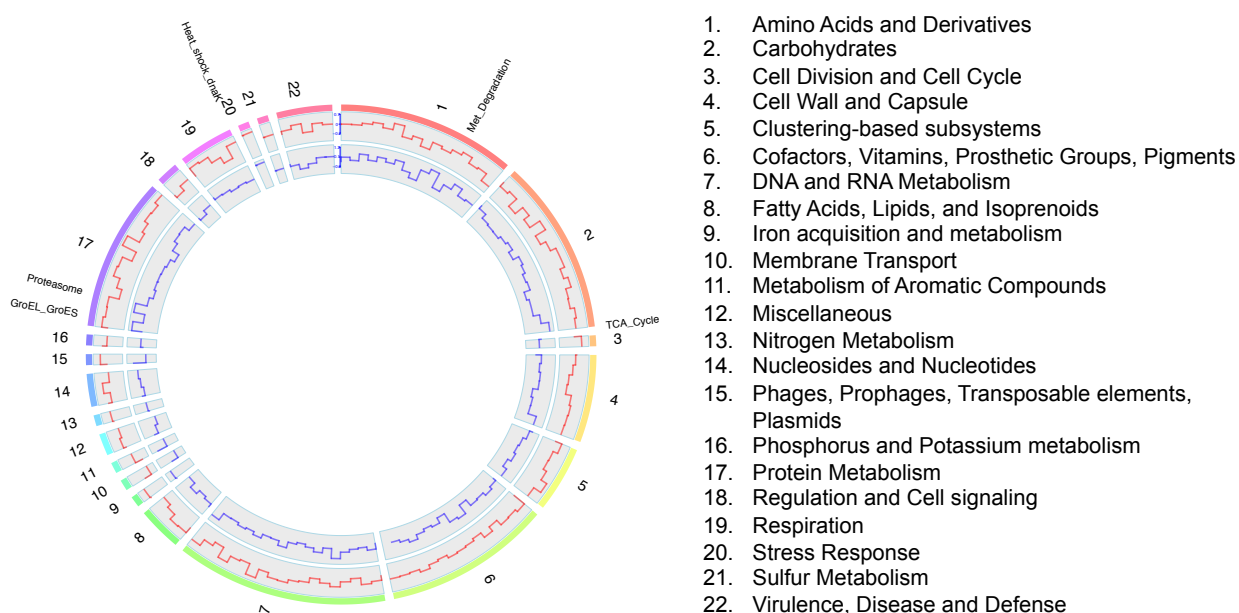 Heat_shock_dnaK
Met_Degradation
TCA_Cycle
Proteasome
GroEL_GroES
1
2
3
4
5
6
7
8
9
10
11
12
13
14
15
16
17
18
19
20
21
22
1. Amino Acids and Derivatives
2. Carbohydrates
3. Cell Division and Cell Cycle
4. Cell Wall and Capsule
5. Clustering-based subsystems
6. Cofactors, Vitamins, Prosthetic Groups, Pigments
7. DNA and RNA Metabolism
8. Fatty Acids, Lipids, and Isoprenoids
9. Iron acquisition and metabolism
10. Membrane Transport
11. Metabolism of Aromatic Compounds
12. Miscellaneous
13. Nitrogen Metabolism
14. Nucleosides and Nucleotides
15. Phages, Prophages, Transposable elements,
Plasmids
16. Phosphorus and Potassium metabolism
17. Protein Metabolism
18. Regulation and Cell signaling
19. Respiration
20. Stress Response
21. Sulfur Metabolism
22. Virulence, Disease and Defense